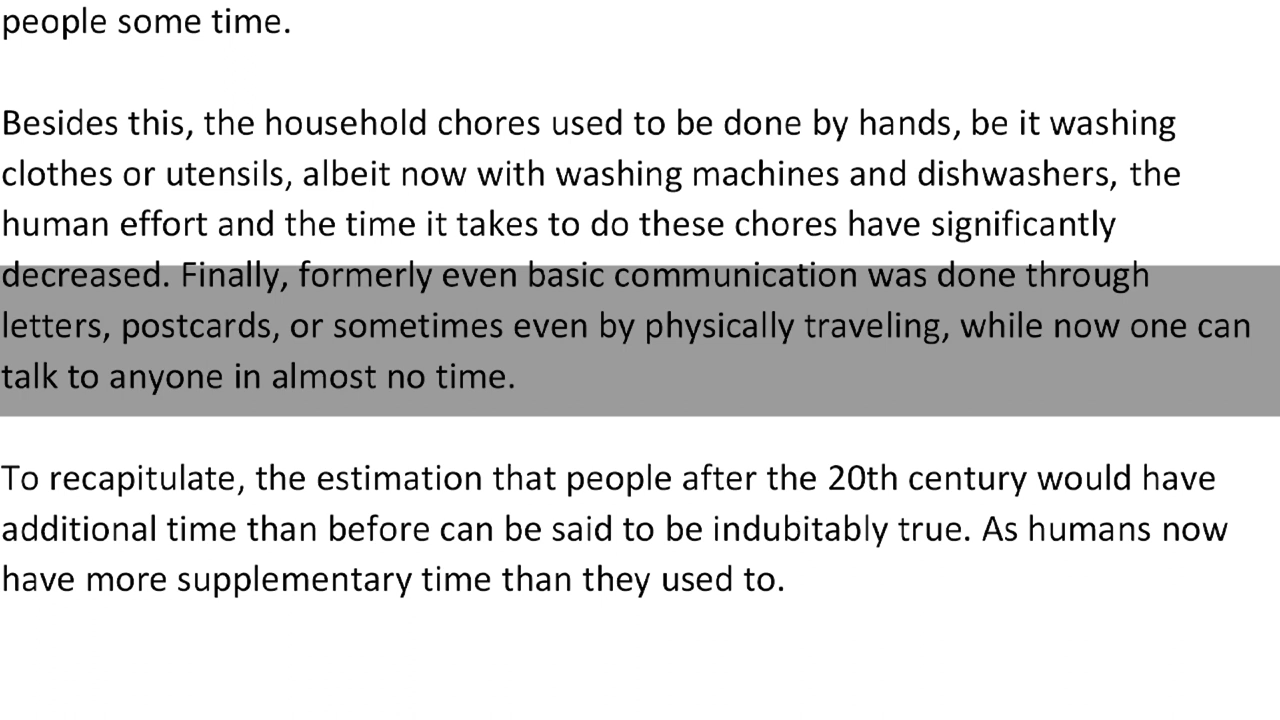 people some time.
Besides this, the household chores used to be done by hands, be it washing
clothes or utensils, albeit now with washing machines and dishwashers, the
human effort and the time it takes to do these chores have significantly
decreased. Finally, formerly even basic communication was done through
letters, postcards, or sometimes even by physically traveling, while now one can
talk to anyone in almost no time.
To recapitulate, the estimation that people after the 20th century would have
additional time than before can be said to be indubitably true. As humans now
have more supplementary time than they used to.